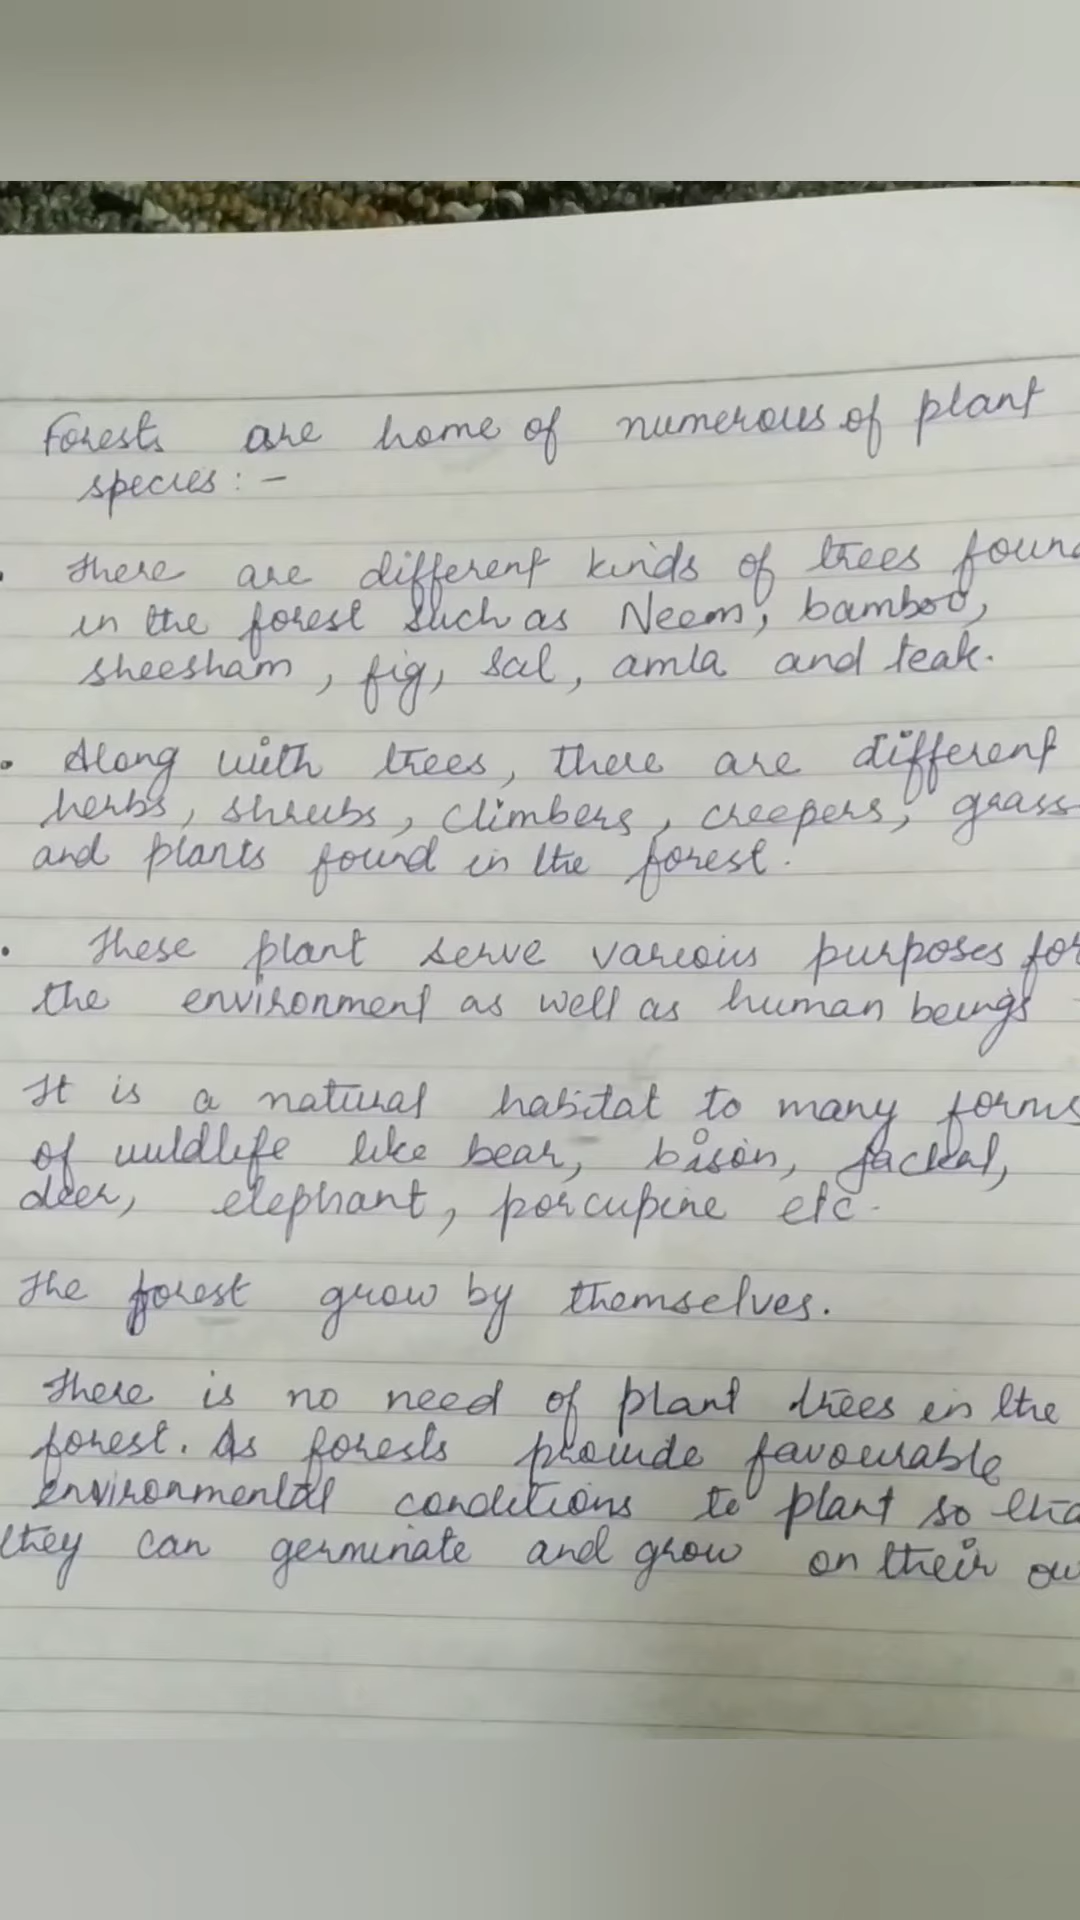 Forests are home of numerous of plant
species : -
• There are different kinds of trees foun
in the forest such as Neem, bamboo,
sheesham, fig, sal, amla and teak.
• Along with trees, there are different
herbs, shrubs, climbers, creepers, grass
and plants found in the forest.
• These plant serve various purposes for
the environment as well as human beings
It is a natural habitat to many forms
of wildlife like bear, bison, jackal,
deer, elephant, porcupine etc.
The forest grow by themselves.
There is no need of plant trees in the
forest. As forests provide favourable
environmental conditions to plant so tha
they can germinate and grow on their ow